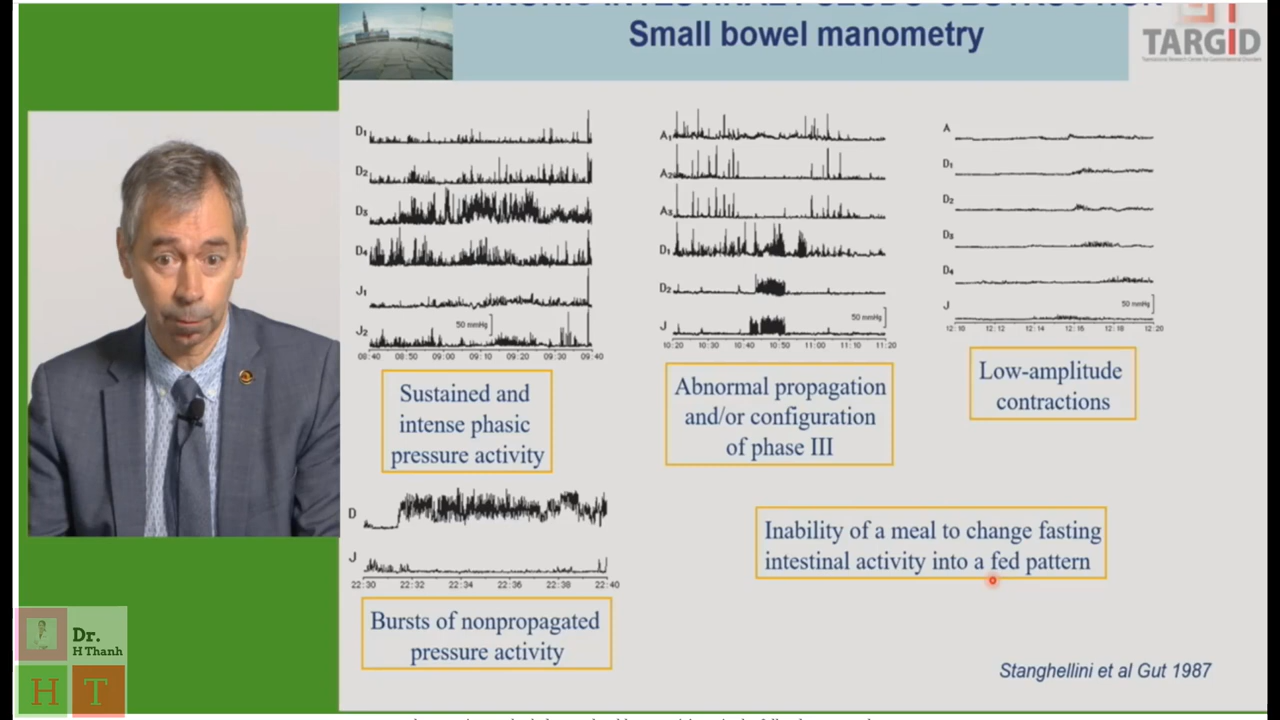 CHRONIC INTESTINAL PSEUDO-OBSTRUCTION
Small bowel manometry
TARGID
D1
D2
D3
D4
J1
J2
50 mmHg
08:40 08:50 09:00 09:10 09:20 09:30 09:40
Sustained and
intense phasic
pressure activity
A1
A2
A3
D1
D2
J
50 mmHg
10:20 10:30 10:40 10:50 11:00 11:10 11:20
Abnormal propagation
and/or configuration
of phase III
A
D1
D2
D3
D4
J
50 mmHg
12:10 12:12 12:14 12:16 12:18 12:20
Low-amplitude
contractions
D
J
22:30 22:32 22:34 22:36 22:38 22:40
Bursts of nonpropagated
pressure activity
Inability of a meal to change fasting
intestinal activity into a fed pattern
Stanghellini et al Gut 1987
Dr.
H Thanh
H T